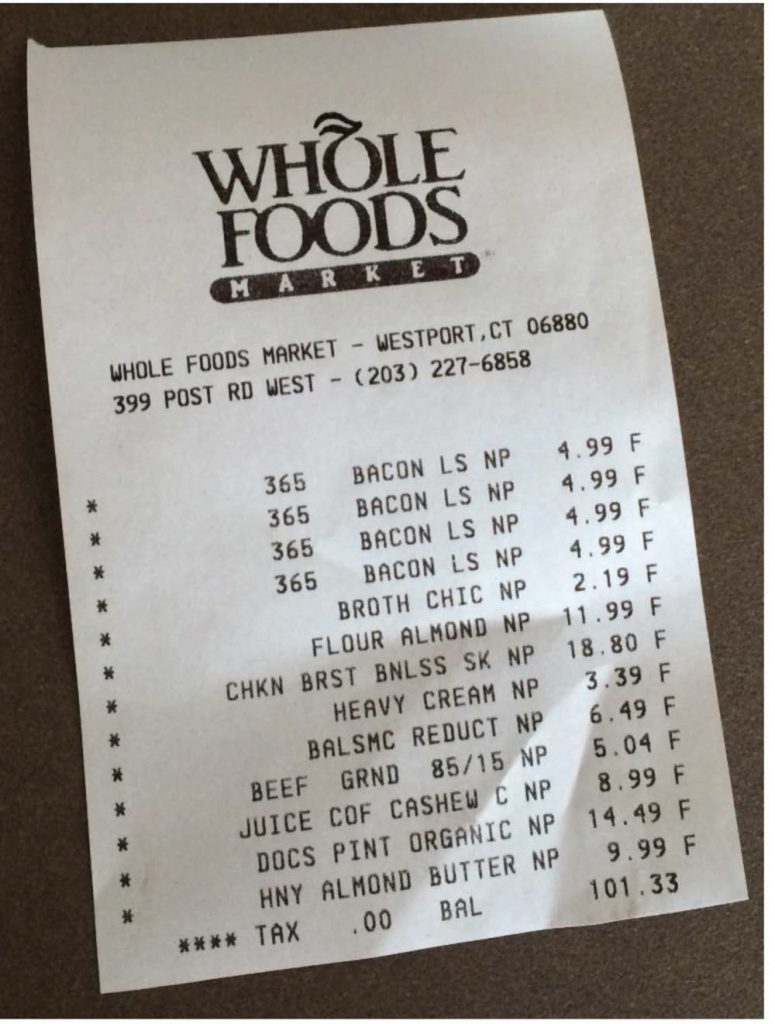 WHOLE
FOODS
MARKET
WHOLE FOODS MARKET - WESTPORT,CT 06880
399 POST RD WEST - (203) 227-6858
* 365 BACON LS NP 4.99 F
* 365 BACON LS NP 4.99 F
* 365 BACON LS NP 4.99 F
* 365 BACON LS NP 4.99 F
* BROTH CHIC NP 2.19 F
* FLOUR ALMOND NP 11.99 F
* CHKN BRST BNLSS SK NP 18.80 F
* HEAVY CREAM NP 3.39 F
* BALSMC REDUCT NP 6.49 F
* BEEF GRND 85/15 NP 5.04 F
* JUICE COF CASHEW C NP 8.99 F
* DOCS PINT ORGANIC NP 14.49 F
* HNY ALMOND BUTTER NP 9.99 F
**** TAX .00 BAL 101.33